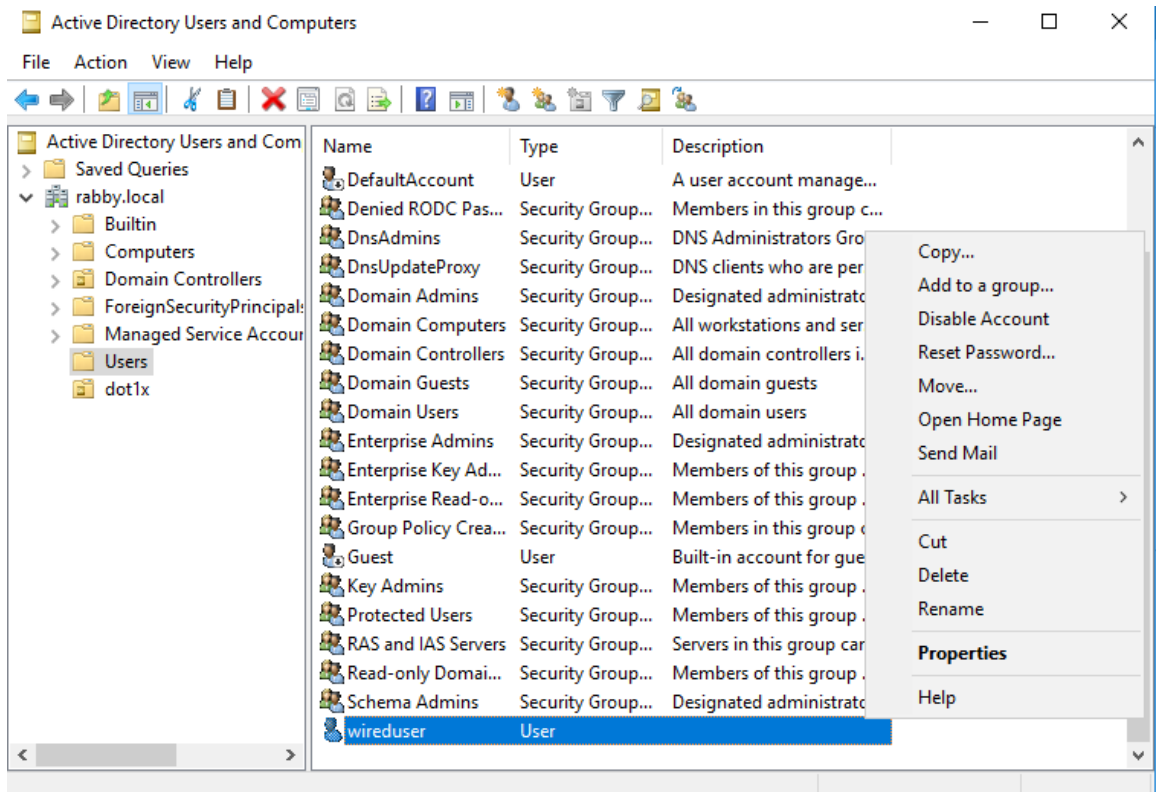 Active Directory Users and Computers
File Action View Help
Active Directory Users and Com
Saved Queries
rabby.local
Builtin
Computers
Domain Controllers
ForeignSecurityPrincipals
Managed Service Accour
Users
dot1x
Name Type Description
DefaultAccount User A user account manage...
Denied RODC Pas... Security Group... Members in this group c...
DnsAdmins Security Group... DNS Administrators Gro
DnsUpdateProxy Security Group... DNS clients who are per
Domain Admins Security Group... Designated administratc
Domain Computers Security Group... All workstations and ser
Domain Controllers Security Group... All domain controllers i.
Domain Guests Security Group... All domain guests
Domain Users Security Group... All domain users
Enterprise Admins Security Group... Designated administratc
Enterprise Key Ad... Security Group... Members of this group .
Enterprise Read-o... Security Group... Members of this group .
Group Policy Crea... Security Group... Members in this group c
Guest User Built-in account for gue
Key Admins Security Group... Members of this group .
Protected Users Security Group... Members of this group .
RAS and IAS Servers Security Group... Servers in this group car
Read-only Domai... Security Group... Members of this group .
Schema Admins Security Group... Designated administratc
wireduser User
Copy...
Add to a group...
Disable Account
Reset Password...
Move...
Open Home Page
Send Mail
All Tasks
Cut
Delete
Rename
Properties
Help